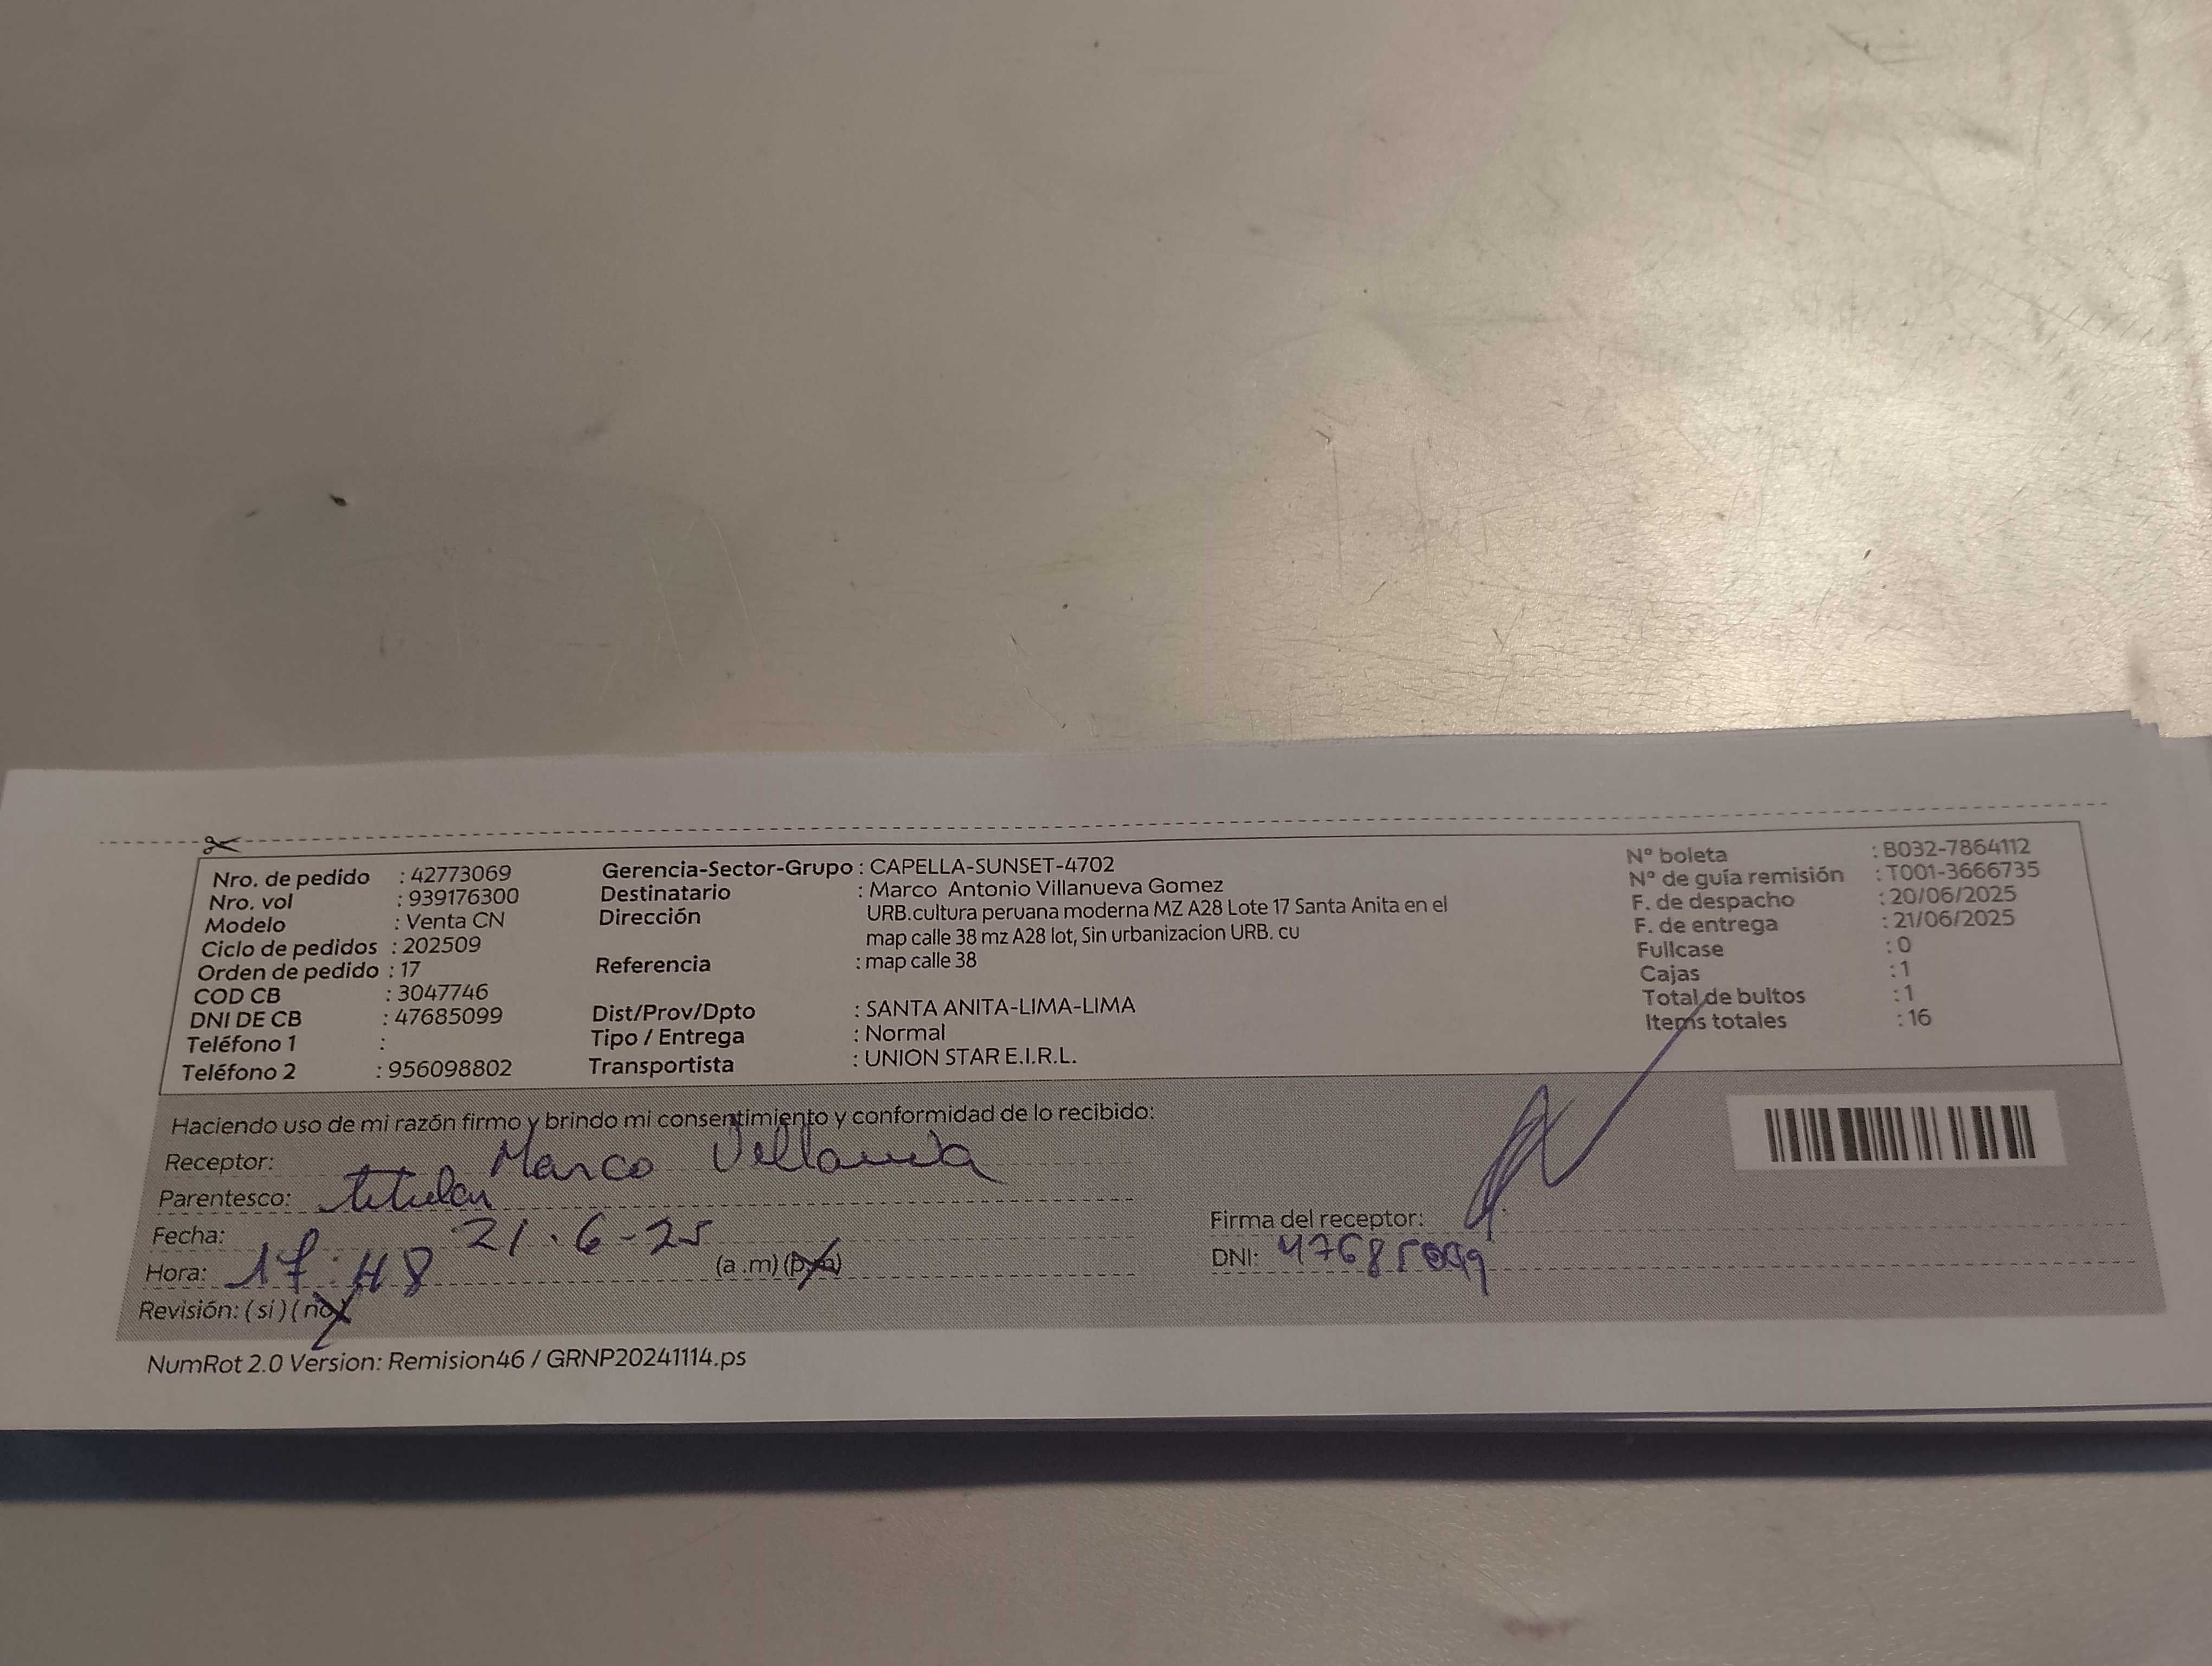 Nro. de pedido : 42773069
Nro. vol : 939176300
Modelo : Venta CN
Ciclo de pedidos : 202509
Orden de pedido : 17
COD CB : 3047746
DNI DE CB : 47685099
Teléfono 1 :
Teléfono 2 : 956098802
Gerencia-Sector-Grupo : CAPELLA-SUNSET-4702
Destinatario : Marco Antonio Villanueva Gomez
Dirección URB.cultura peruana moderna MZ A28 Lote 17 Santa Anita en el
map calle 38 mz A28 lot, Sin urbanizacion URB. cu
Referencia : map calle 38
Dist/Prov/Dpto : SANTA ANITA-LIMA-LIMA
Tipo / Entrega : Normal
Transportista : UNION STAR E.I.R.L.
N° boleta : B032-7864112
N° de guía remisión : T001-3666735
F. de despacho : 20/06/2025
F. de entrega : 21/06/2025
Fullcase : 0
Cajas : 1
Total de bultos : 1
Items totales : 16
Haciendo uso de mi razón firmo y brindo mi consentimiento y conformidad de lo recibido:
Receptor: Marco
Parentesco: titular
Fecha: 21.6-25
Hora: 17:48 (a.m) (p.m)
Revisión: (si) (no)
Firma del receptor:
DNI: 47685099
NumRot 2.0 Version: Remision46 / GRNP20241114.ps